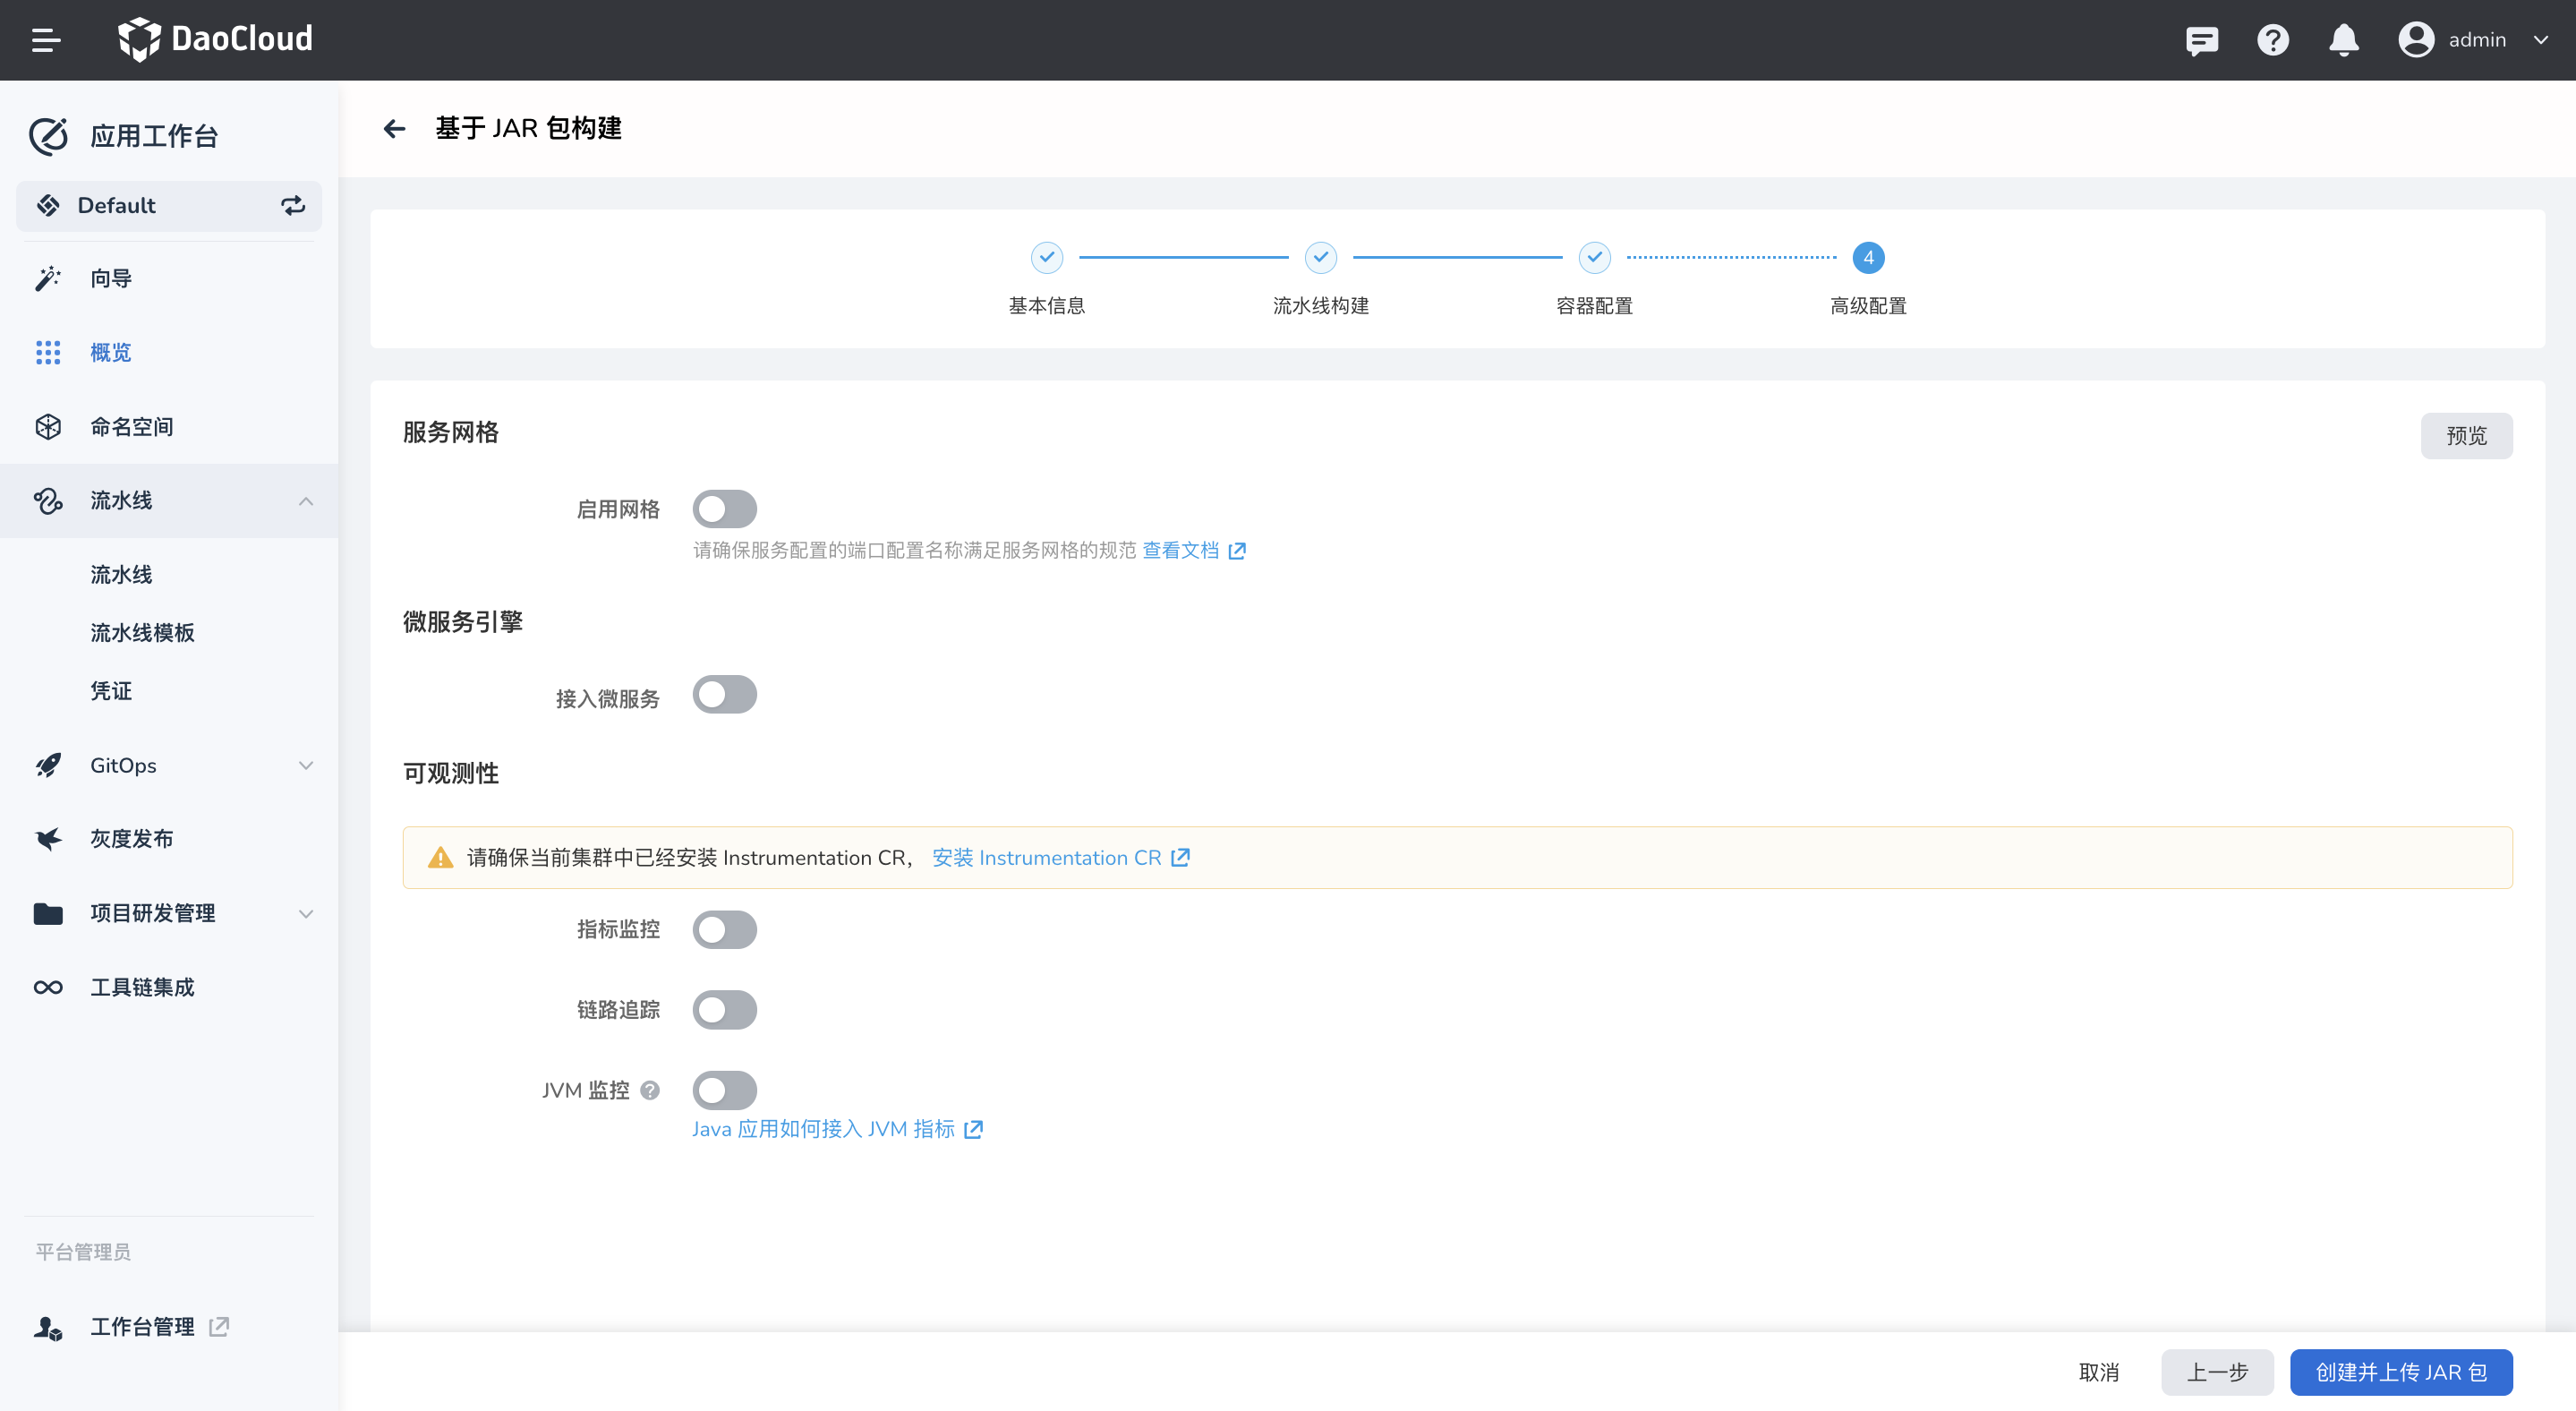 DaoCloud
admin
应用工作台
Default
向导
概览
命名空间
流水线
流水线
流水线模板
凭证
GitOps
灰度发布
项目研发管理
工具链集成
平台管理员
工作台管理
基于 JAR 包构建
4
基本信息
流水线构建
容器配置
高级配置
服务网格
预览
启用网格
请确保服务配置的端口配置名称满足服务网格的规范 查看文档
微服务引擎
接入微服务
可观测性
请确保当前集群中已经安装 Instrumentation CR， 安装 Instrumentation CR
指标监控
链路追踪
JVM 监控
Java 应用如何接入 JVM 指标
取消
上一步
创建并上传 JAR 包